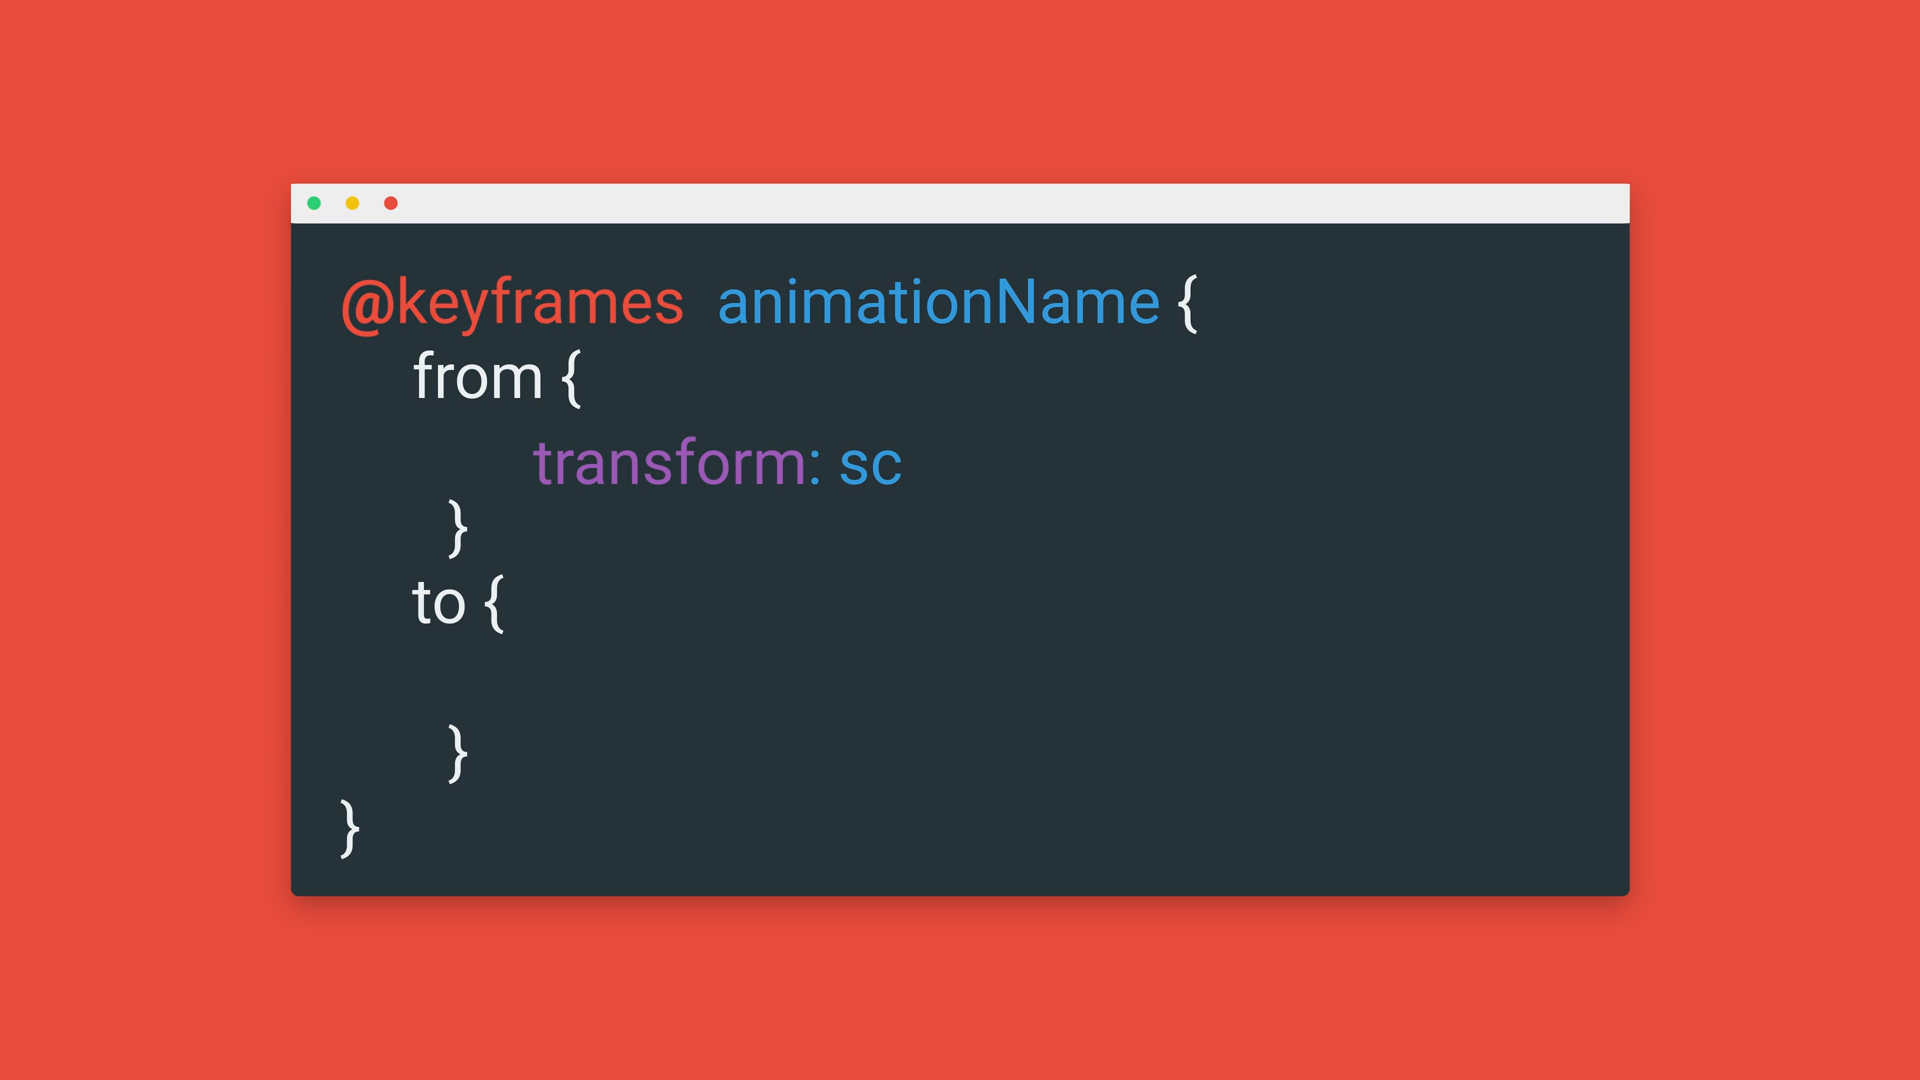 @keyframes animationName {
from {
transform: sc
}
to {
}
}